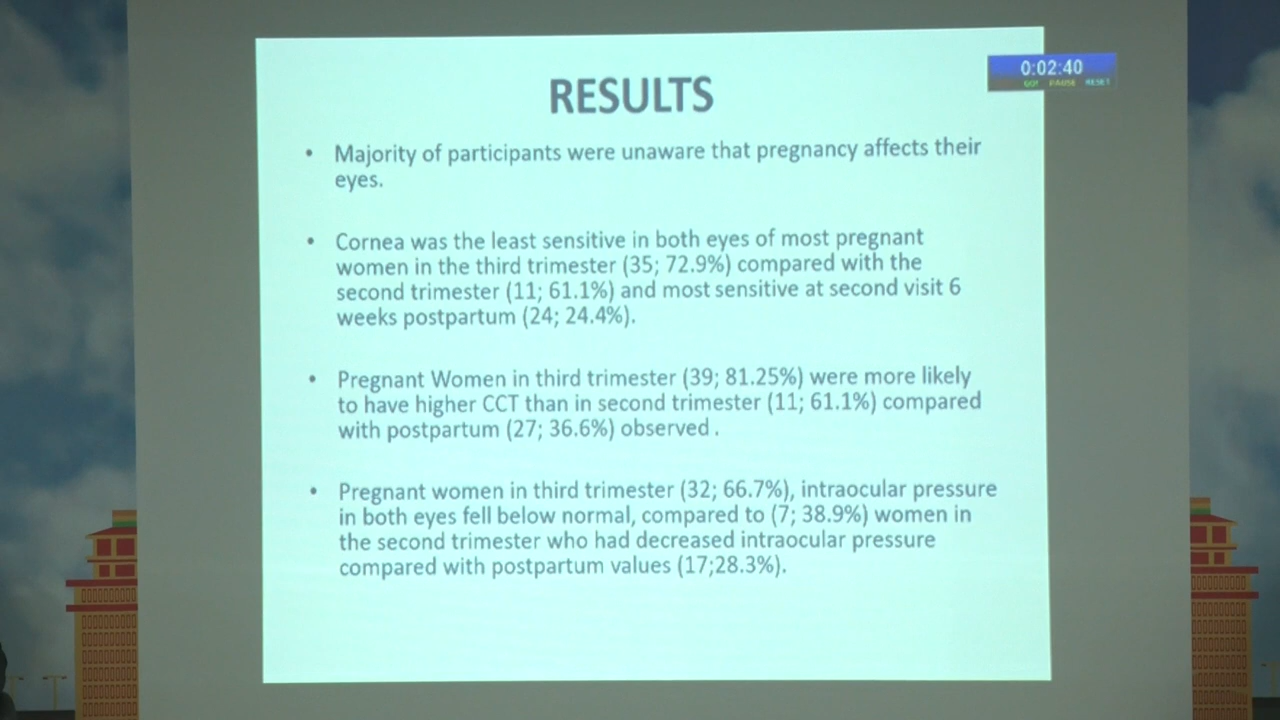 0:02:40
GO* PAUSE RESET
RESULTS
• Majority of participants were unaware that pregnancy affects their
eyes.
• Cornea was the least sensitive in both eyes of most pregnant
women in the third trimester (35; 72.9%) compared with the
second trimester (11; 61.1%) and most sensitive at second visit 6
weeks postpartum (24; 24.4%).
• Pregnant Women in third trimester (39; 81.25%) were more likely
to have higher CCT than in second trimester (11; 61.1%) compared
with postpartum (27; 36.6%) observed .
• Pregnant women in third trimester (32; 66.7%), intraocular pressure
in both eyes fell below normal, compared to (7; 38.9%) women in
the second trimester who had decreased intraocular pressure
compared with postpartum values (17;28.3%).